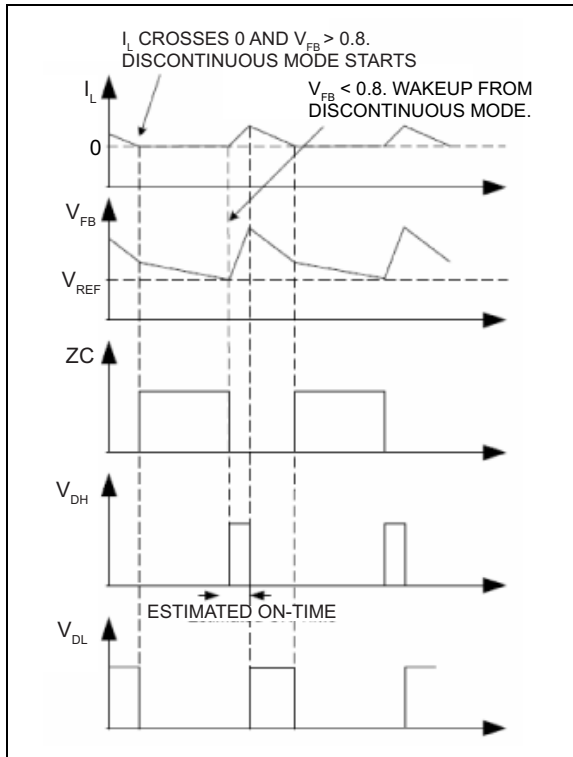 I_L CROSSES 0 AND V_FB > 0.8.
DISCONTINUOUS MODE STARTS
V_FB < 0.8. WAKEUP FROM
DISCONTINUOUS MODE.
I_L
0
V_FB
V_REF
ZC
V_DH
ESTIMATED ON-TIME
V_DL